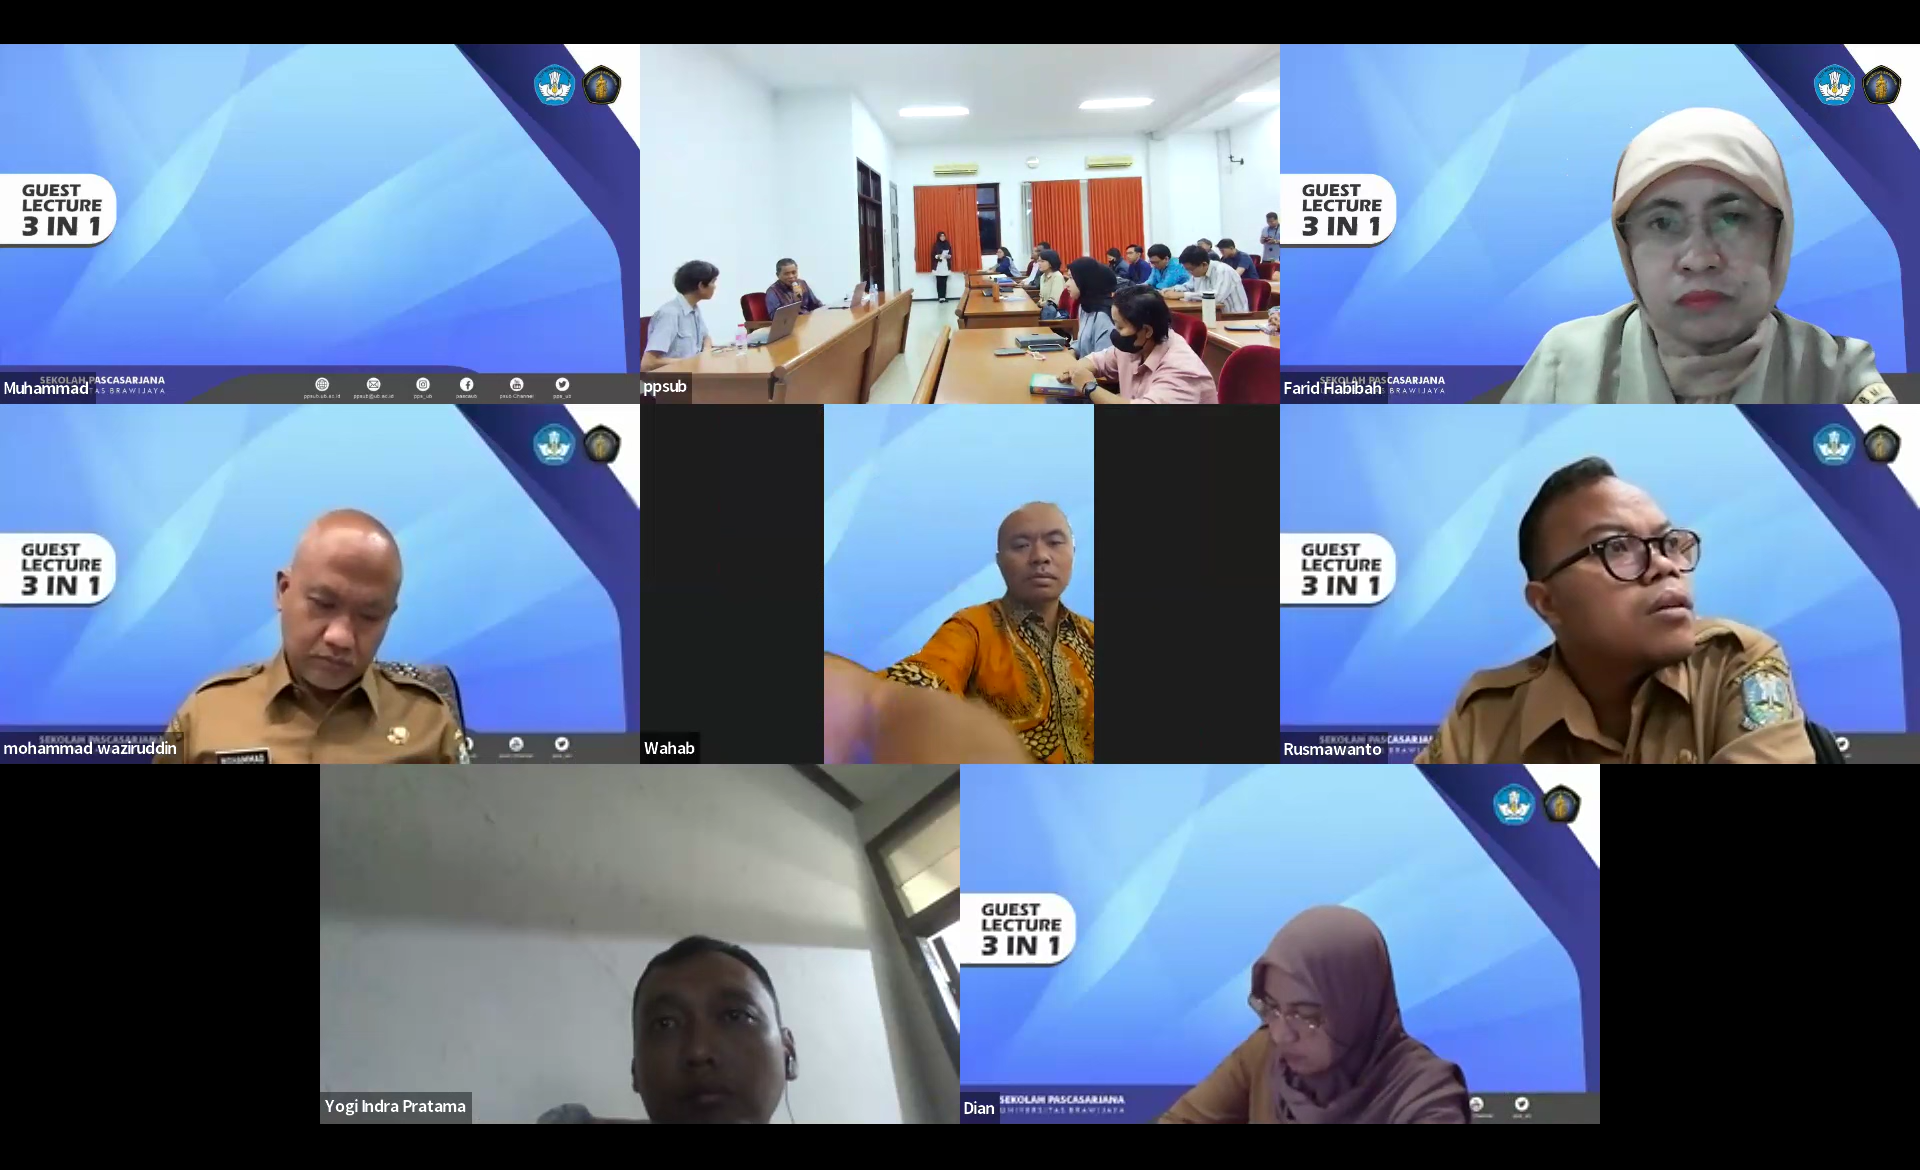 GUEST
LECTURE
3 IN 1
Muhammad
SEKOLAH PASCASARJANA
ppsub
GUEST
LECTURE
3 IN 1
Farid Habibah
GUEST
LECTURE
3 IN 1
mohammad waziruddin
MOHAMMAD
Wahab
GUEST
LECTURE
3 IN 1
Rusmawanto
Yogi Indra Pratama
GUEST
LECTURE
3 IN 1
Dian
SEKOLAH PASCASARJANA
UNIVERSITAS BRAWIJAYA